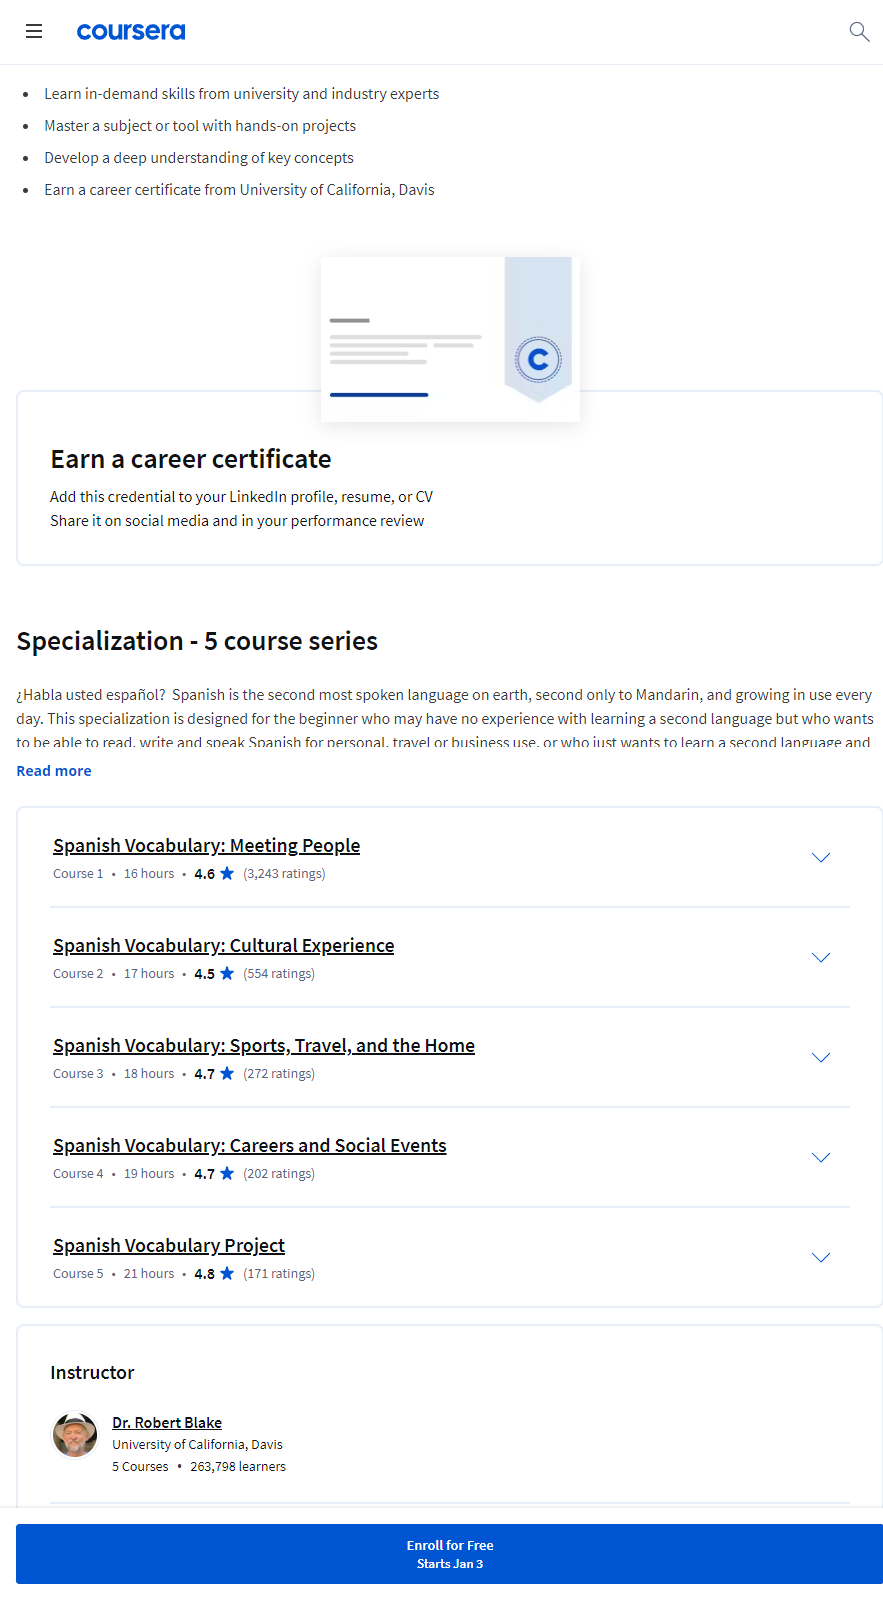 coursera
Learn in-demand skills from university and industry experts
Master a subject or tool with hands-on projects
Develop a deep understanding of key concepts
Earn a career certificate from University of California, Davis
C
Earn a career certificate
Add this credential to your LinkedIn profile, resume, or CV
Share it on social media and in your performance review
Specialization - 5 course series
¿Habla usted español?  Spanish is the second most spoken language on earth, second only to Mandarin, and growing in use every
day. This specialization is designed for the beginner who may have no experience with learning a second language but who wants
to be able to read, write and speak Spanish for personal, travel or business use, or who just wants to learn a second language and
Read more
Spanish Vocabulary: Meeting People
Course 1 • 16 hours • 4.6 ★ (3,243 ratings)
Spanish Vocabulary: Cultural Experience
Course 2 • 17 hours • 4.5 ★ (554 ratings)
Spanish Vocabulary: Sports, Travel, and the Home
Course 3 • 18 hours • 4.7 ★ (272 ratings)
Spanish Vocabulary: Careers and Social Events
Course 4 • 19 hours • 4.7 ★ (202 ratings)
Spanish Vocabulary Project
Course 5 • 21 hours • 4.8 ★ (171 ratings)
Instructor
Dr. Robert Blake
University of California, Davis
5 Courses • 263,798 learners
Enroll for Free
Starts Jan 3